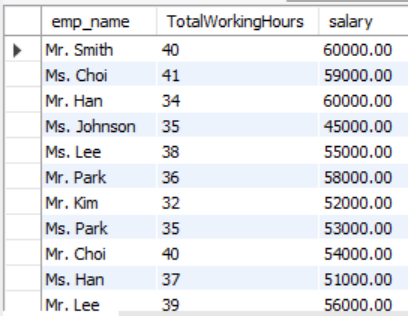 emp_name TotalWorkingHours salary
Mr. Smith 40 60000.00
Ms. Choi 41 59000.00
Mr. Han 34 60000.00
Ms. Johnson 35 45000.00
Ms. Lee 38 55000.00
Mr. Park 36 58000.00
Mr. Kim 32 52000.00
Ms. Park 35 53000.00
Mr. Choi 40 54000.00
Ms. Han 37 51000.00
Mr. Lee 39 56000.00